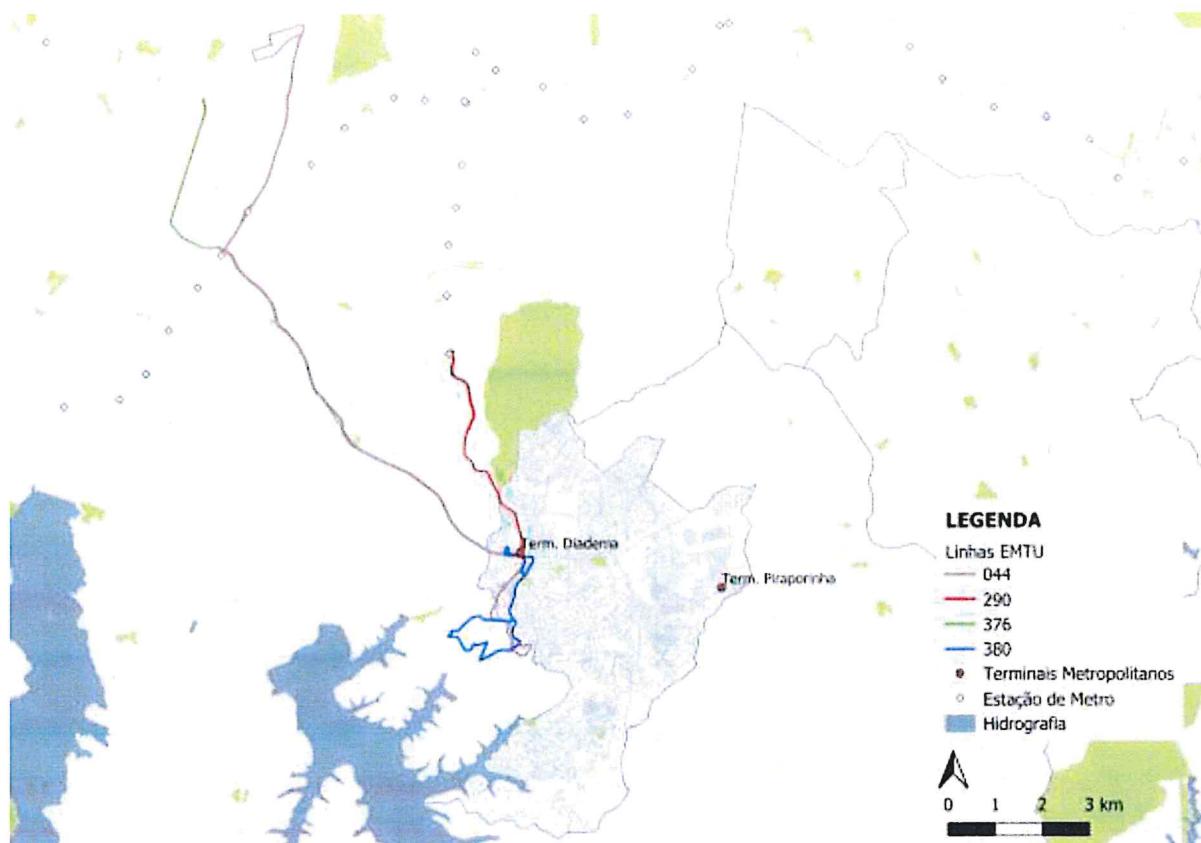 Term. Diadema
Term. Piraporinha
LEGENDA
Linhas EMTU
044
290
376
380
Terminais Metropolitanos
Estação de Metro
Hidrografia
0 1 2 3 km